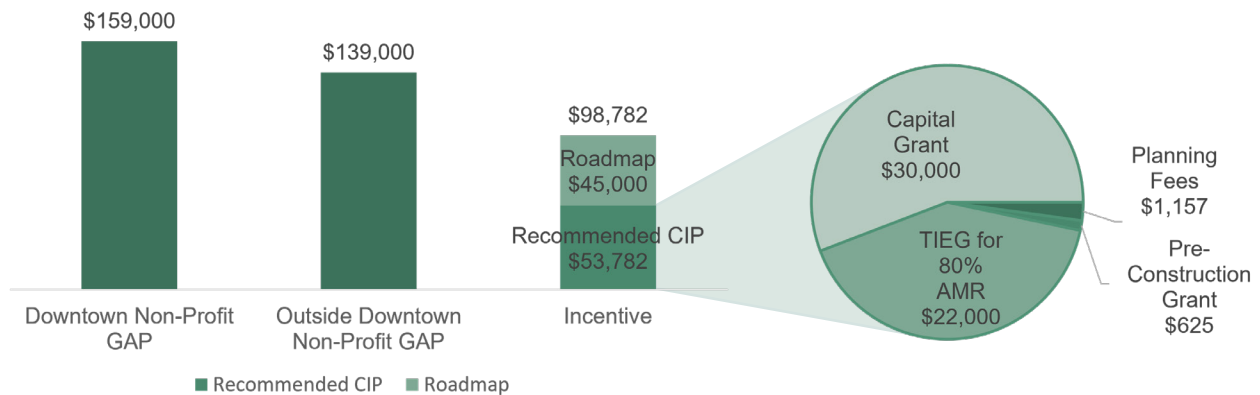 $159,000
$139,000
$98,782
Roadmap
$45,000
Recommended CIP
$53,782
Downtown Non-Profit
GAP
Outside Downtown
Non-Profit GAP
Incentive
Recommended CIP
Roadmap
Capital
Grant
$30,000
Planning
Fees
$1,157
TIEG for
80%
AMR
$22,000
Pre-
Construction
Grant
$625